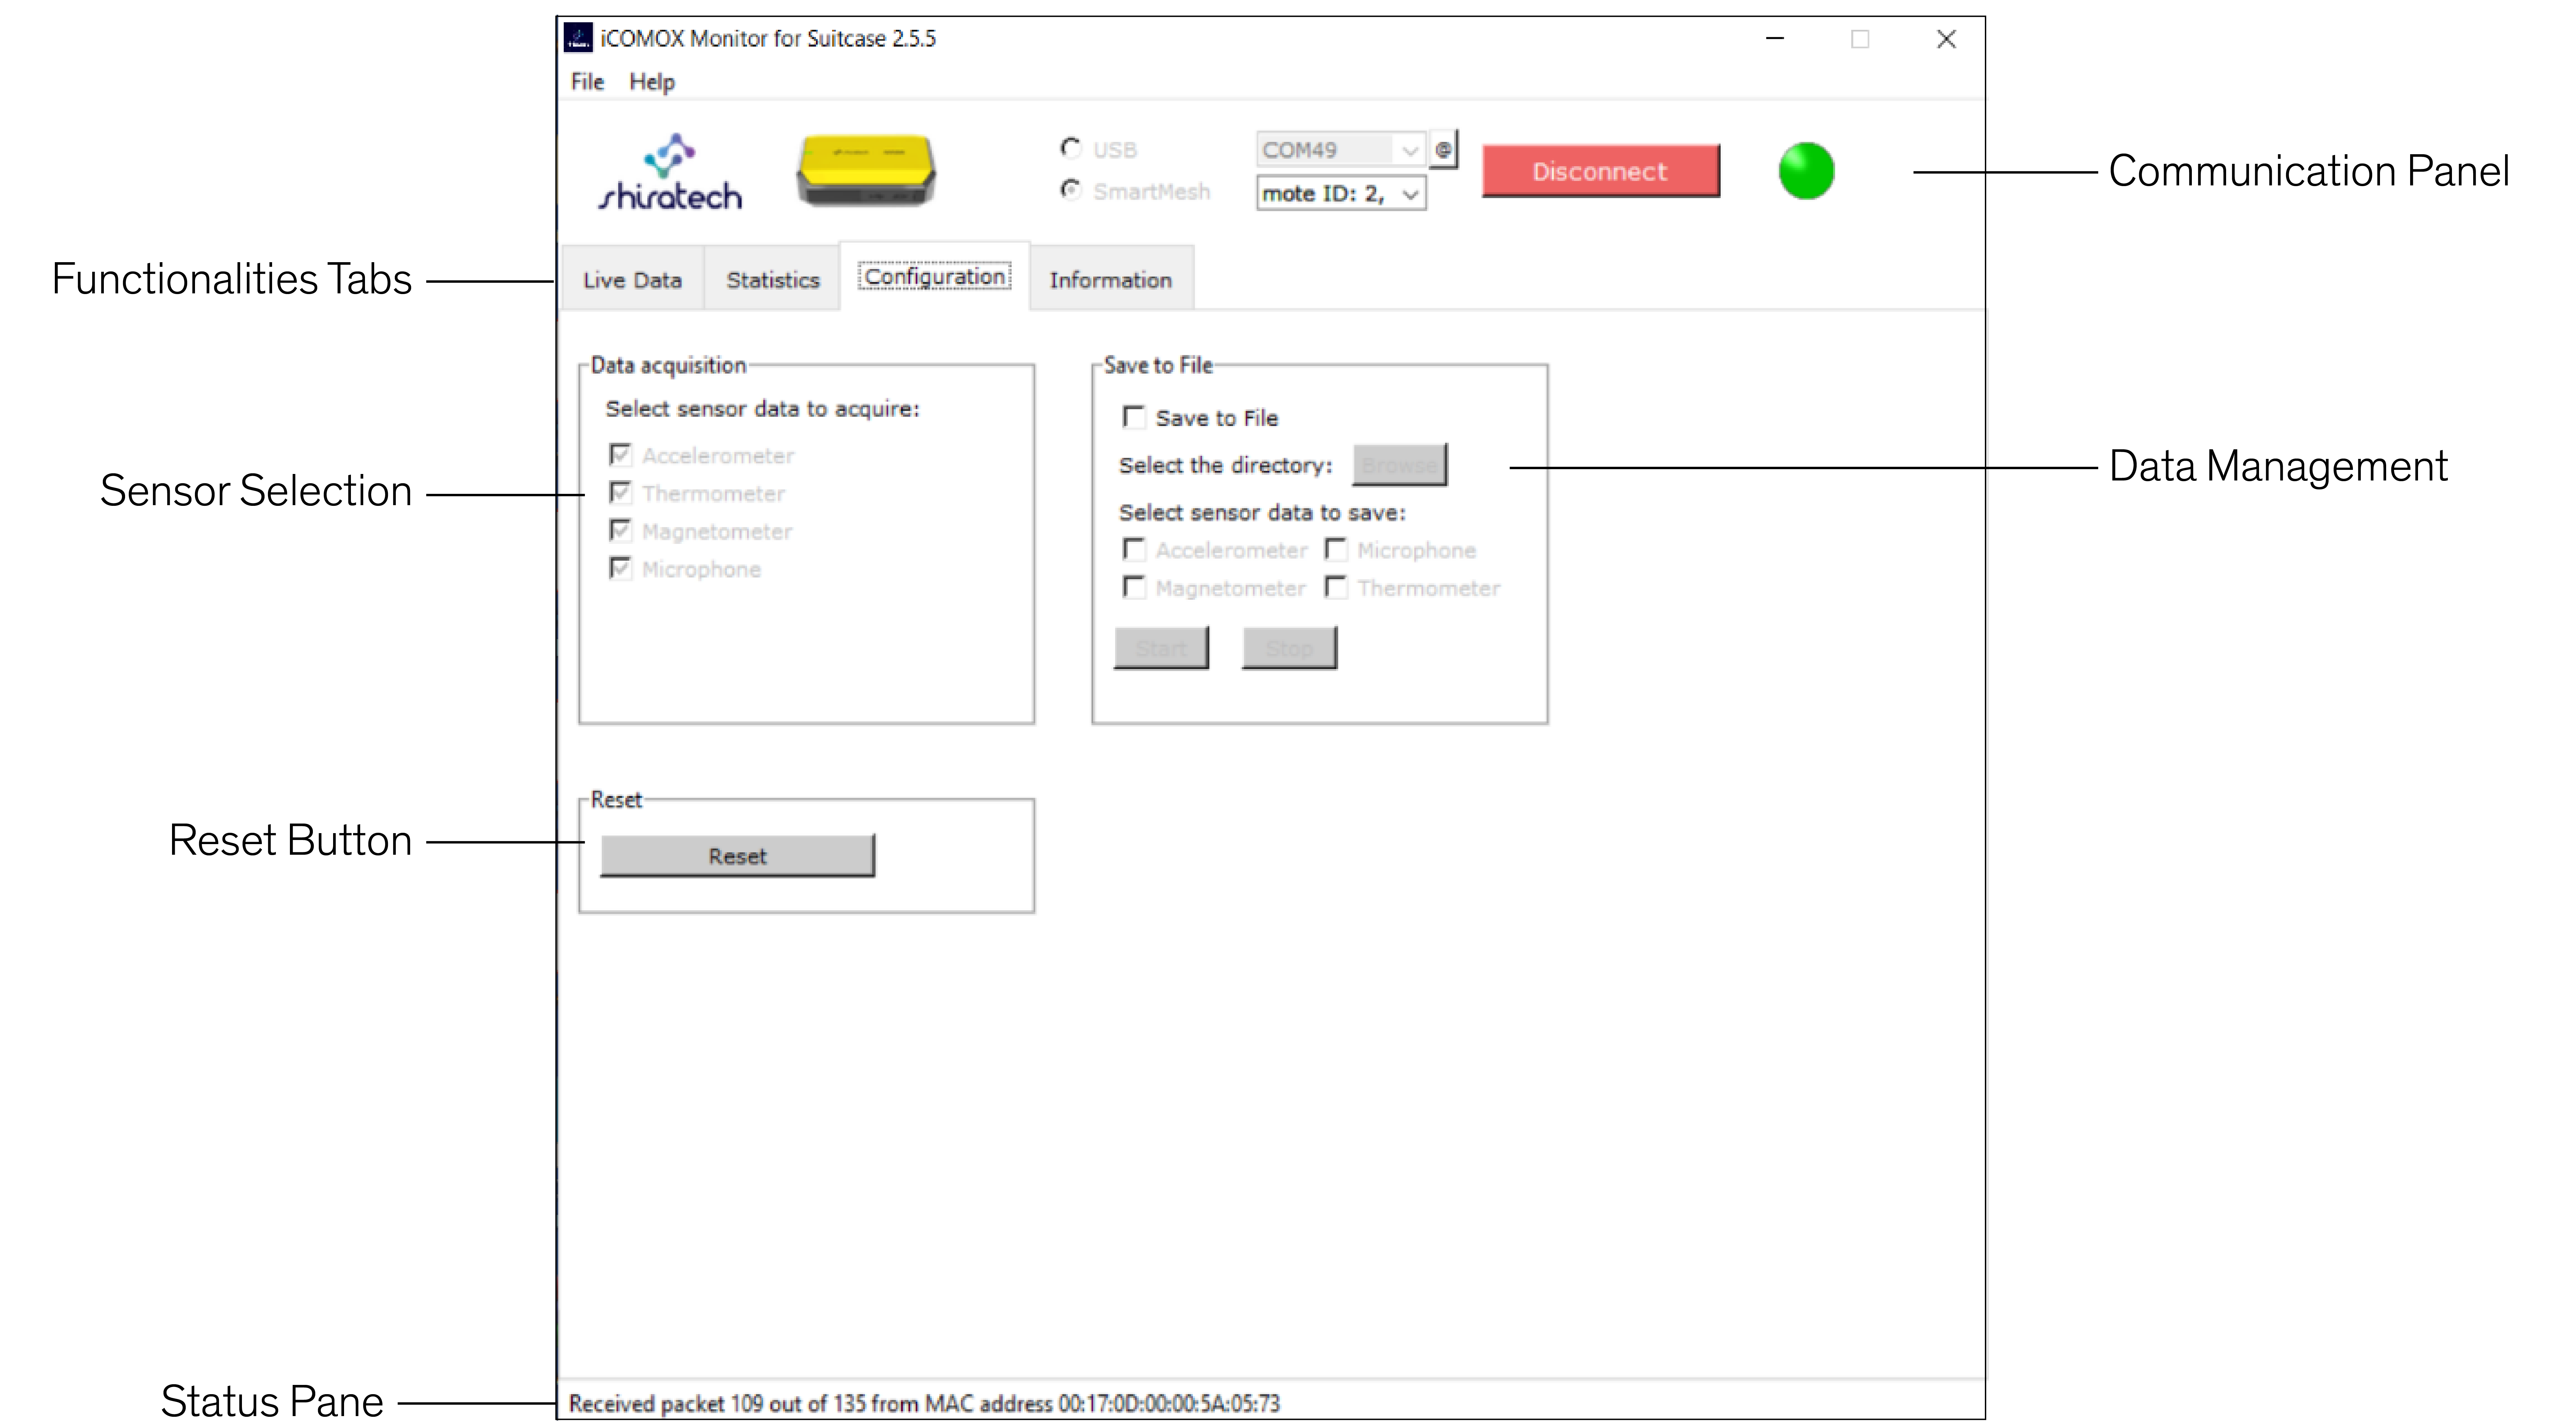 iCOMOX Monitor for Suitcase 2.5.5
File Help
shiratech
USB
COM49
@
SmartMesh
mote ID: 2,
Disconnect
Communication Panel
Functionalities Tabs
Live Data
Statistics
Configuration
Information
Data acquisition
Select sensor data to acquire:
Accelerometer
Thermometer
Magnetometer
Microphone
Sensor Selection
Save to File
Save to File
Select the directory: Browse
Select sensor data to save:
Accelerometer Microphone
Magnetometer Thermometer
Start Stop
Data Management
Reset
Reset Button
Reset
Status Pane
Received packet 109 out of 135 from MAC address 00:17:0D:00:00:5A:05:73